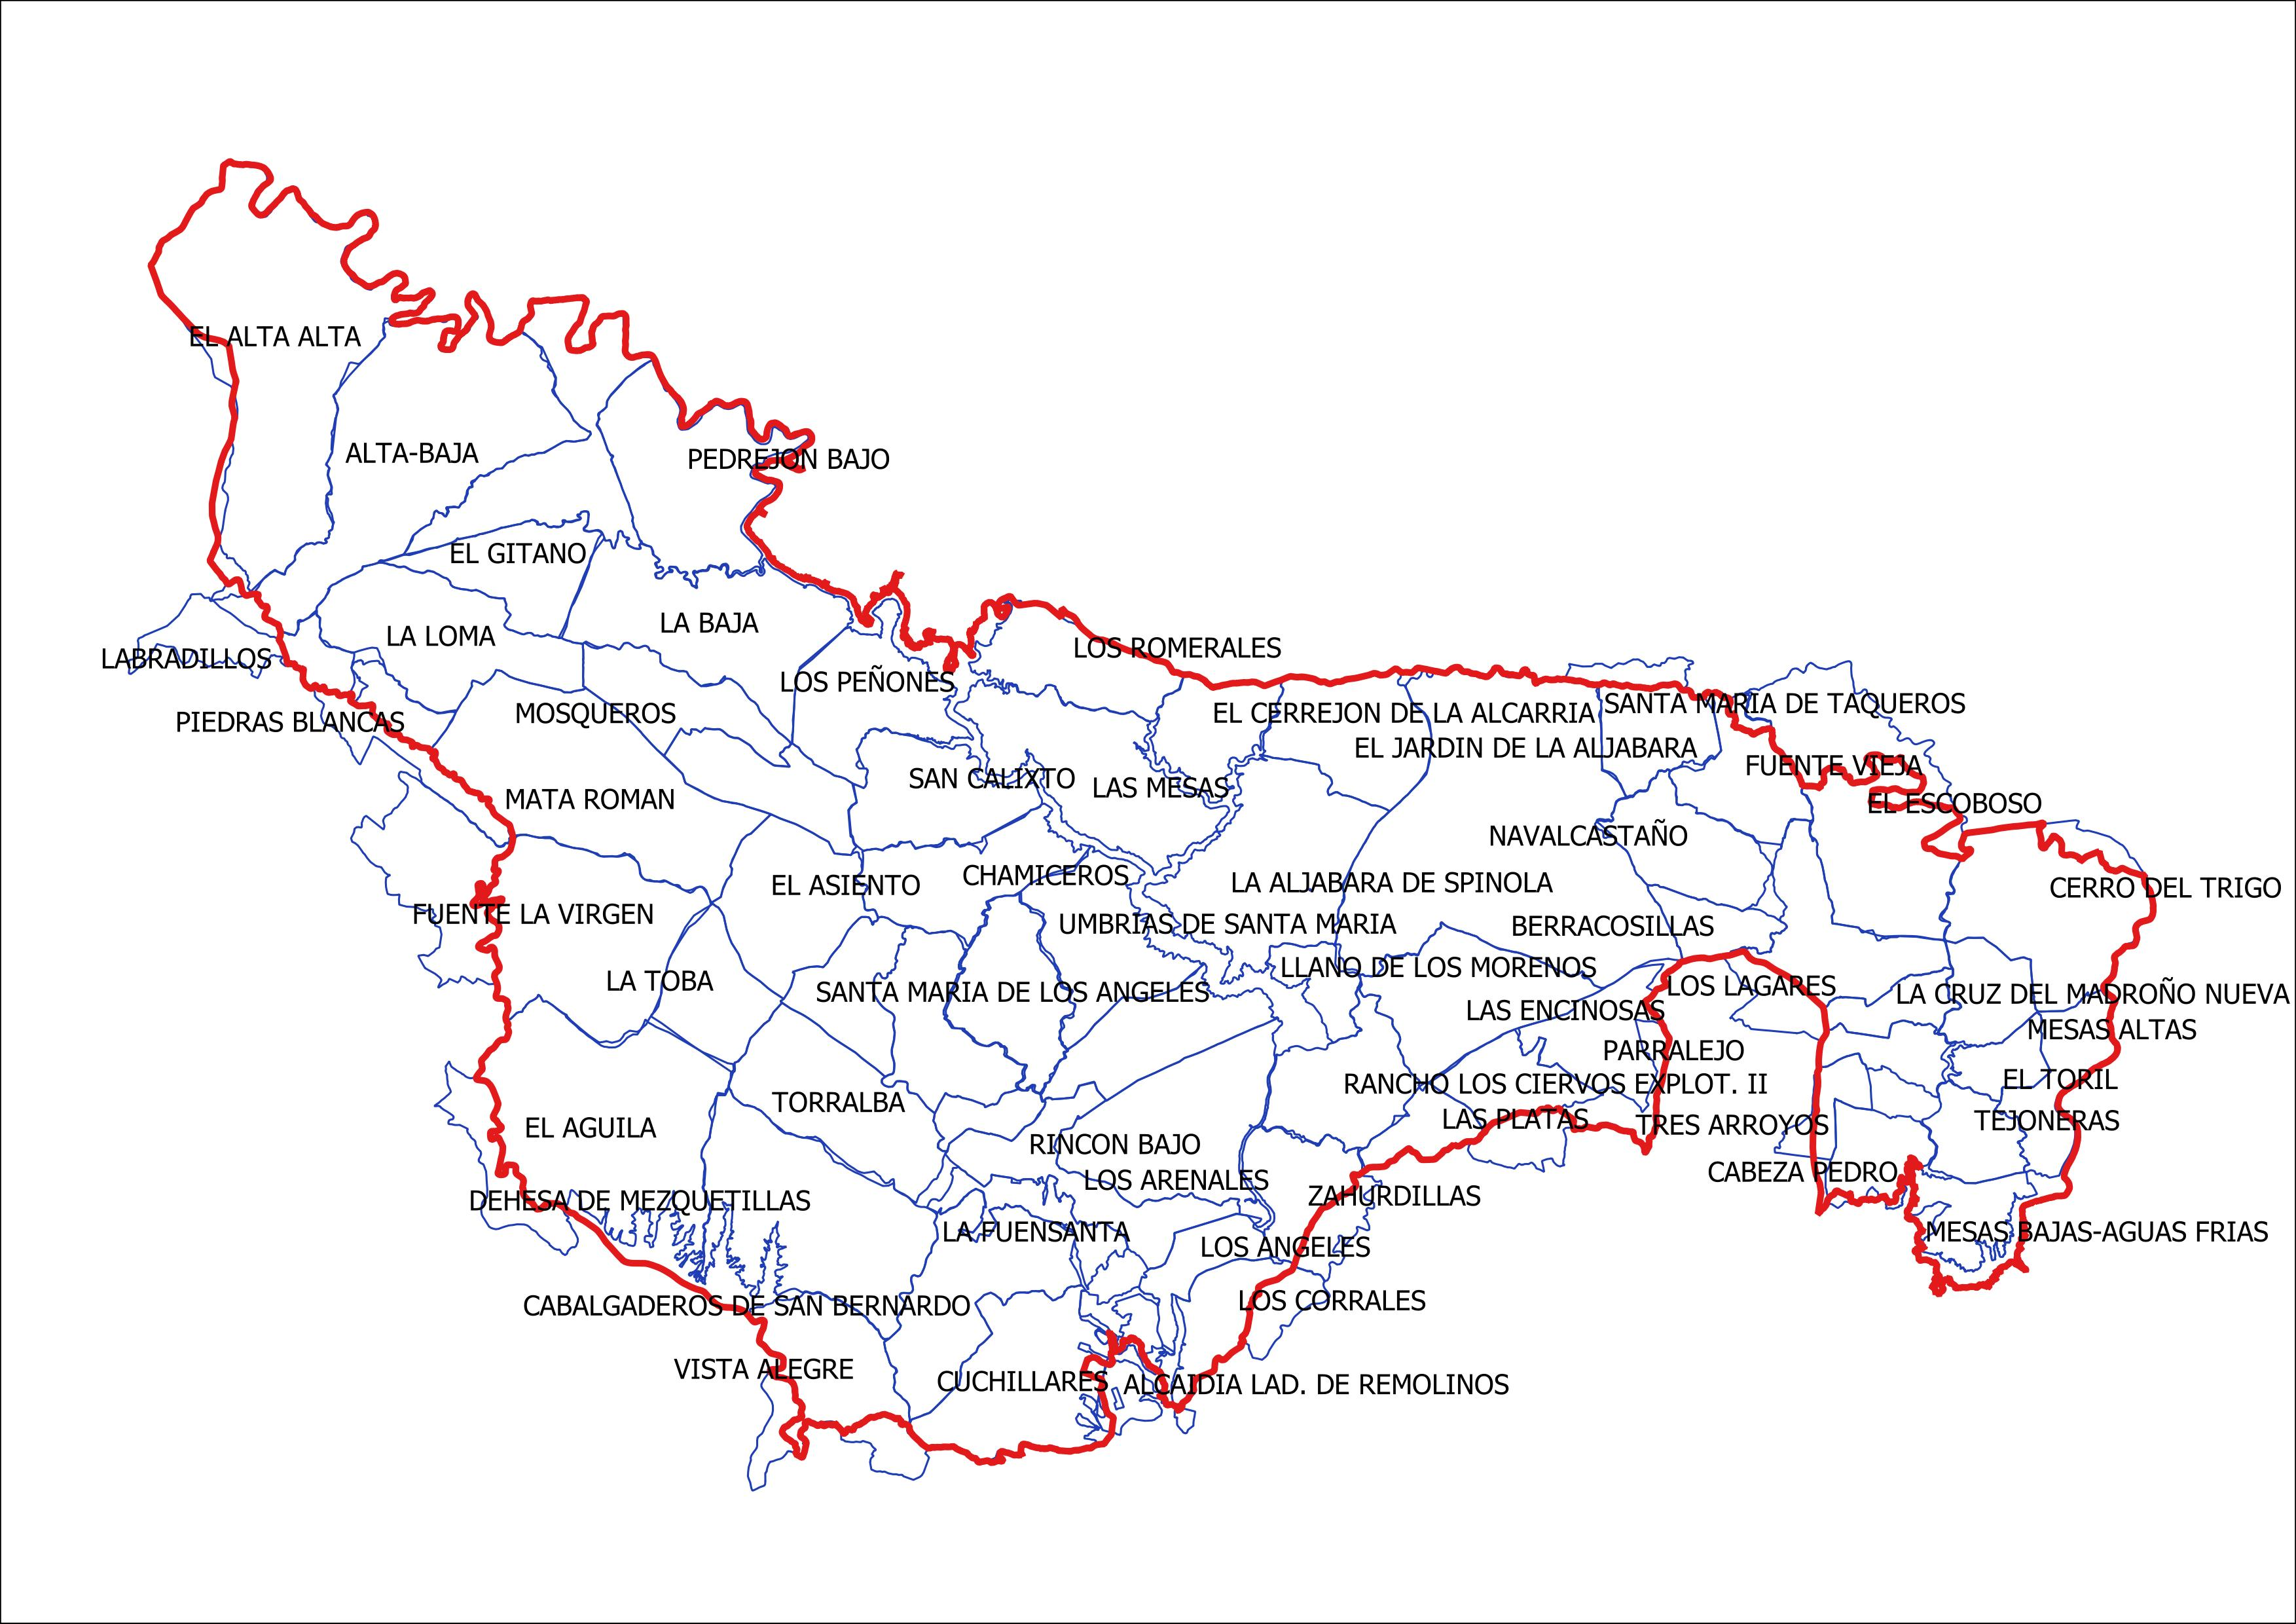 EL ALTA ALTA
ALTA-BAJA
PEDREJON BAJO
EL GITANO
LA BAJA
LA LOMA
LOS ROMERALES
LABRADILLOS
LOS PEÑONES
SANTA MARIA DE TAQUEROS
EL CERREJON DE LA ALCARRIA
MOSQUEROS
PIEDRAS BLANCAS
EL JARDIN DE LA ALJABARA
FUENTE VIEJA
SAN CALIXTO
LAS MESAS
MATA ROMAN
EL ESCOBOSO
NAVALCASTAÑO
CHAMICEROS
LA ALJABARA DE SPINOLA
EL ASIENTO
CERRO DEL TRIGO
FUENTE LA VIRGEN
UMBRIAS DE SANTA MARIA
BERRACOSILLAS
LLANO DE LOS MORENOS
LA TOBA
LOS LAGARES
SANTA MARIA DE LOS ANGELES
LA CRUZ DEL MADROÑO NUEVA
LAS ENCINOSAS
MESAS ALTAS
PARRALEJO
EL TORIL
RANCHO LOS CIERVOS EXPLOT. II
TORRALBA
LAS PLATAS
TEJONERAS
TRES ARROYOS
EL AGUILA
RINCON BAJO
CABEZA PEDRO
LOS ARENALES
ZAHURDILLAS
DEHESA DE MEZQUETILLAS
LA FUENSANTA
MESAS BAJAS-AGUAS FRIAS
LOS ANGELES
LOS CORRALES
CABALGADEROS DE SAN BERNARDO
VISTA ALEGRE
CUCHILLARES
ALCAIDIA LAD. DE REMOLINOS